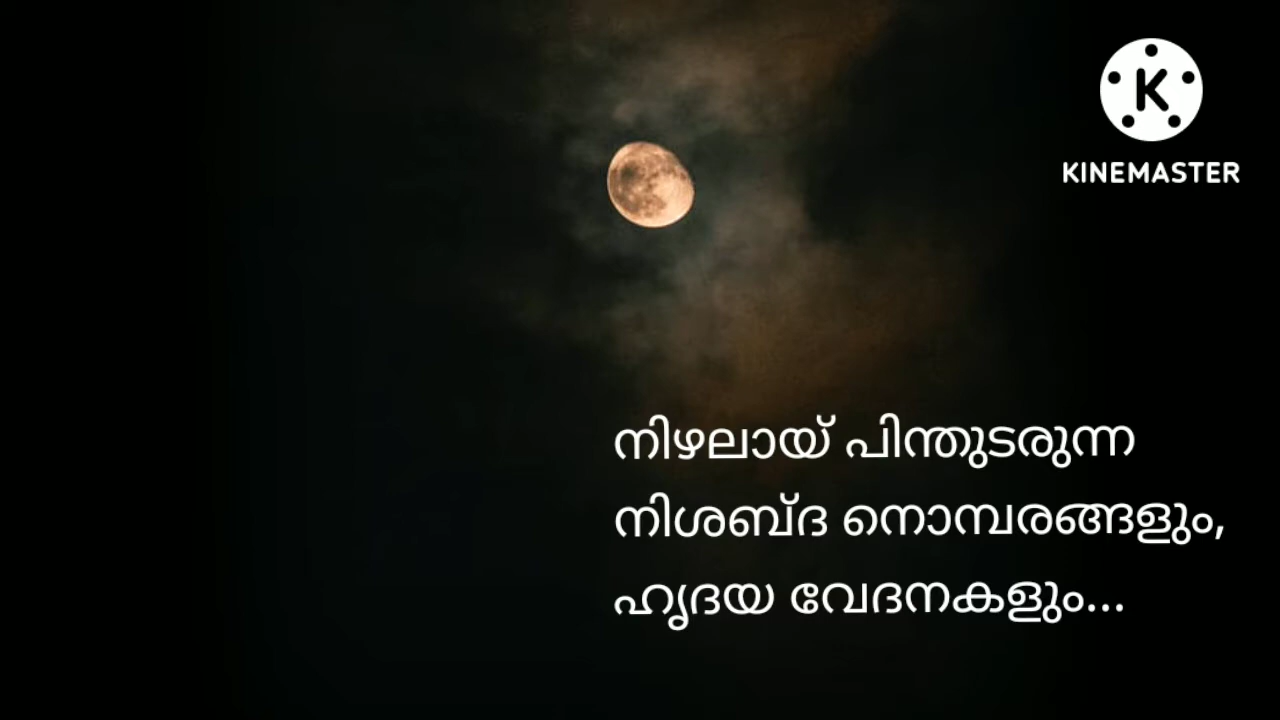 KINEMASTER
നിഴലായ് പിന്തുടരുന്ന
നിശബ്ദ നൊമ്പരങ്ങളും,
ഹൃദയ വേദനകളും...